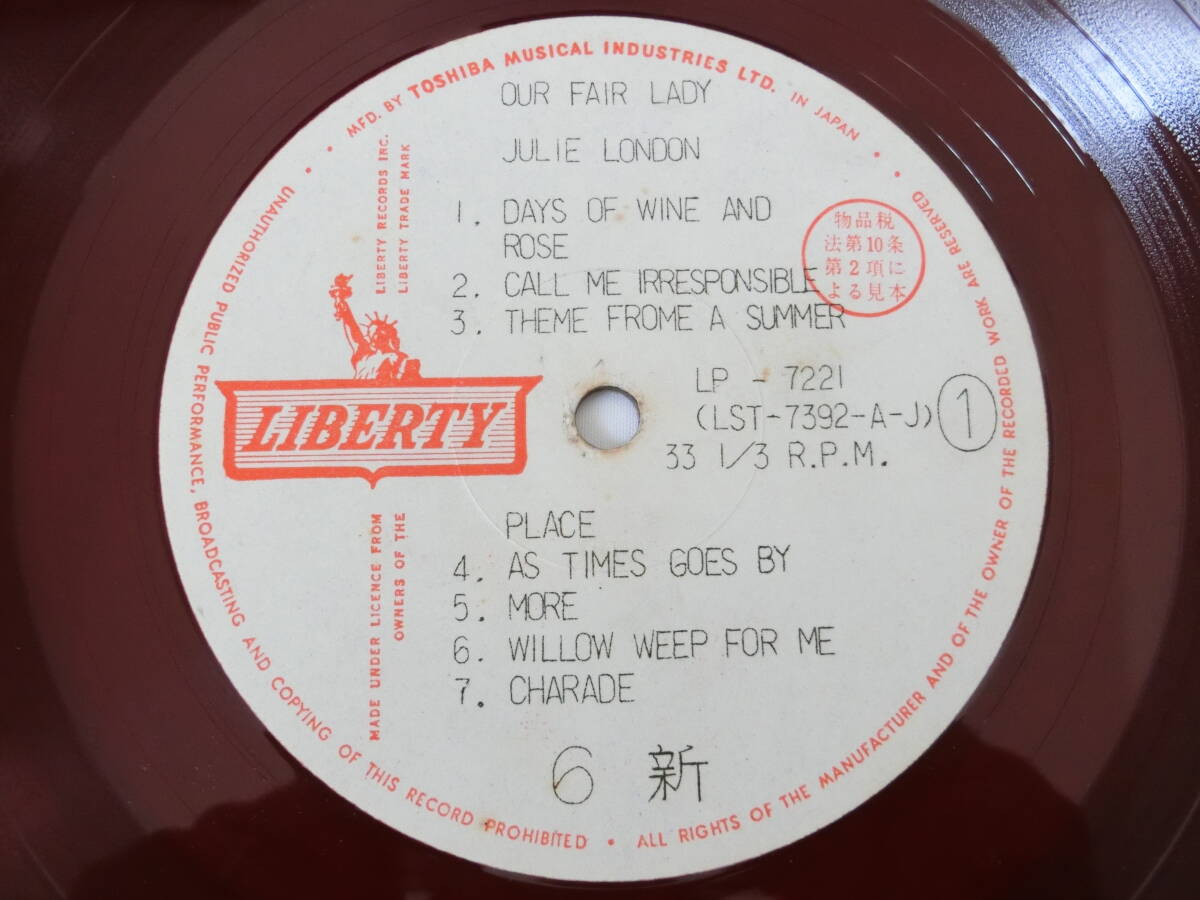 MFD. BY TOSHIBA MUSICAL INDUSTRIES LTD. IN JAPAN
OUR FAIR LADY
JULIE LONDON
1. DAYS OF WINE AND
ROSE
2. CALL ME IRRESPONSIBLE
3. THEME FROME A SUMMER
物品税
法第10条
第2項に
よる見本
LIBERTY RECORDS INC.
LIBERTY TRADE MARK
LIBERTY
LP - 7221
(LST-7392-A-J) 1
33 1/3 R.P.M.
PLACE
4. AS TIMES GOES BY
5. MORE
6. WILLOW WEEP FOR ME
7. CHARADE
6 新
MADE UNDER LICENCE FROM
OWNERS OF THE
UNAUTHORIZED PUBLIC PERFORMANCE, BROADCASTING AND COPYING OF THIS RECORD PROHIBITED • ALL RIGHTS OF THE MANUFACTURER AND OF THE OWNER OF THE RECORDED WORK ARE RESERVED